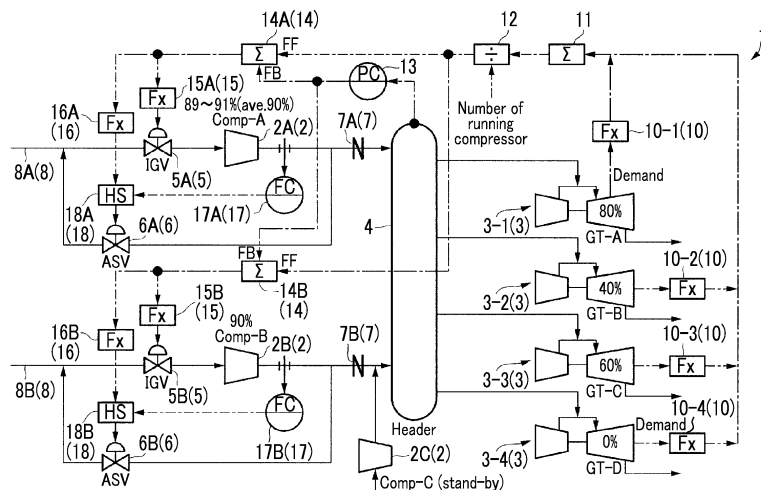 14A(14)
Σ
FF
FB
13
PC
12
÷
11
Σ
1
Number of
running
compressor
16A
(16)
Fx
15A(15)
Fx
89~91%(ave.90%)
Comp-A
2A(2)
7A(7)
IGV
5A(5)
8A(8)
HS
18A
(18)
6A(6)
ASV
FC
17A(17)
4
Header
Fx
10-1(10)
Demand
3-1(3)
80%
GT-A
3-2(3)
40%
GT-B
10-2(10)
Fx
3-3(3)
60%
GT-C
10-3(10)
Fx
3-4(3)
0%
GT-D
Demand
10-4(10)
Fx
FB
Σ
FF
14B
(14)
16B
(16)
Fx
Fx
15B
(15)
90%
Comp-B
2B(2)
7B(7)
IGV
5B(5)
8B(8)
HS
18B
(18)
6B(6)
ASV
FC
17B(17)
2C(2)
Comp-C (stand-by)